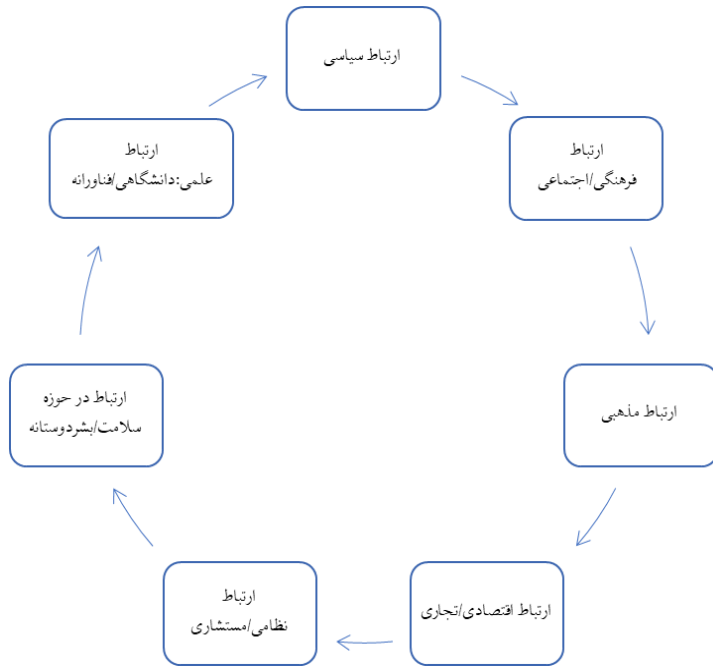 ارتباط سیاسی
ارتباط
فرهنگی/اجتماعی
ارتباط مذهبی
ارتباط اقتصادی/تجاری
ارتباط
نظامی/مستشاری
ارتباط در حوزه
سلامت/بشردوستانه
ارتباط
علمی:دانشگاهی/فناورانه